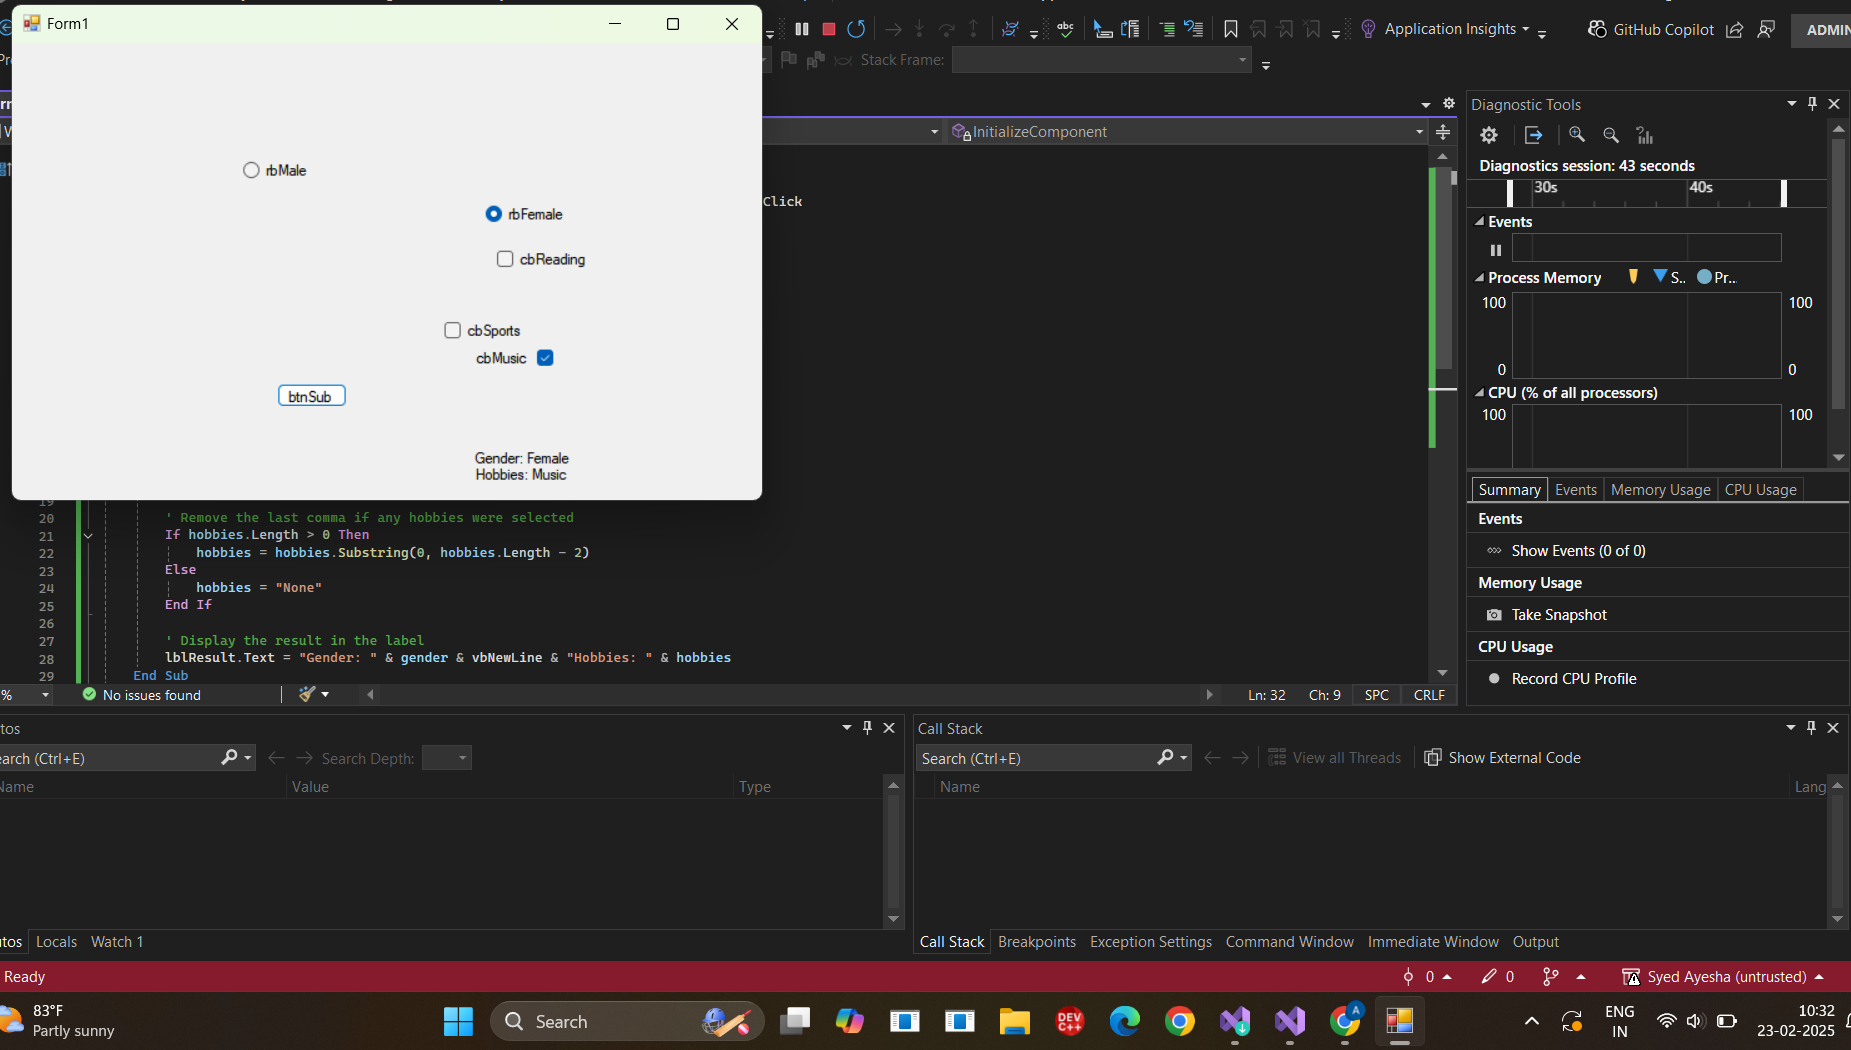 Form1
Application Insights
GitHub Copilot
ADMIN
Stack Frame:
InitializeComponent
Click
rbMale
rbFemale
cbReading
cbSports
cbMusic
btnSub
Gender: Female
Hobbies: Music
19
20 ' Remove the last comma if any hobbies were selected
21 If hobbies.Length > 0 Then
22 hobbies = hobbies.Substring(0, hobbies.Length - 2)
23 Else
24 hobbies = "None"
25 End If
26
27 ' Display the result in the label
28 lblResult.Text = "Gender: " & gender & vbNewLine & "Hobbies: " & hobbies
29 End Sub
% No issues found Ln: 32 Ch: 9 SPC CRLF
Diagnostic Tools
Diagnostics session: 43 seconds
30s 40s
Events
Process Memory S.. Pr...
100 100
0 0
CPU (% of all processors)
100 100
Summary Events Memory Usage CPU Usage
Events
Show Events (0 of 0)
Memory Usage
Take Snapshot
CPU Usage
Record CPU Profile
tos
earch (Ctrl+E) Search Depth:
Name Value Type
utos Locals Watch 1
Call Stack
Search (Ctrl+E) View all Threads Show External Code
Name Lang
Call Stack Breakpoints Exception Settings Command Window Immediate Window Output
Ready 0 0 Syed Ayesha (untrusted)
83°F
Partly sunny
Search
DEV
C++
A
ENG
IN
10:32
23-02-2025